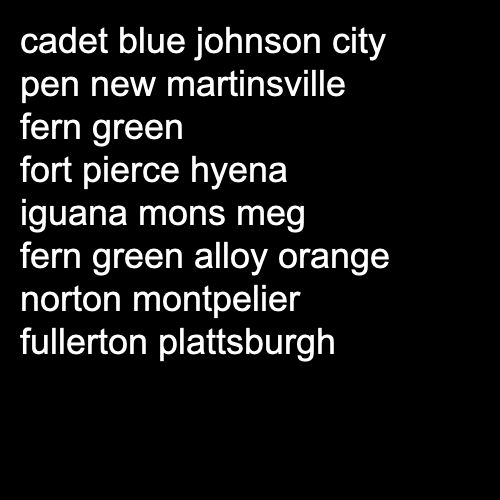 cadet blue johnson city
pen new martinsville
fern green
fort pierce hyena
iguana mons meg
fern green alloy orange
norton montpelier
fullerton plattsburgh